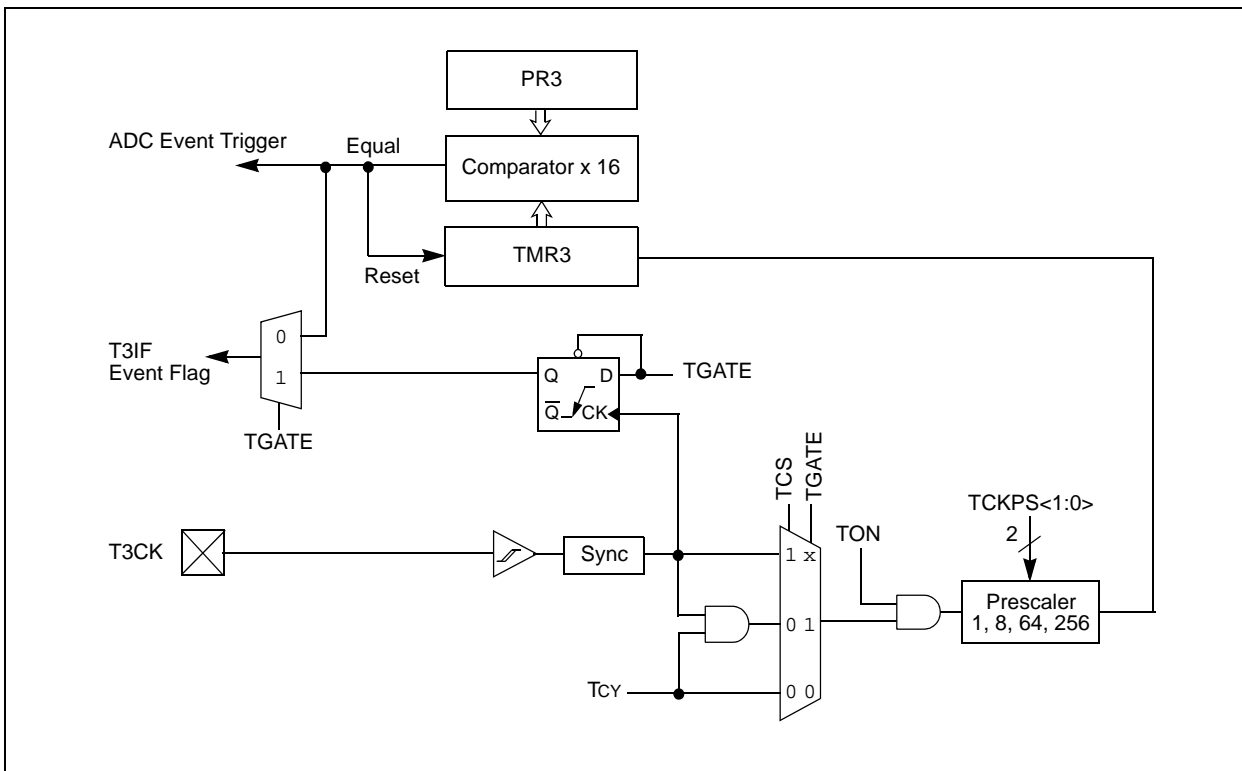 PR3
ADC Event Trigger
Equal
Comparator x 16
TMR3
Reset
0
T3IF
Event Flag
1
Q D
TGATE
Q̅ CK
TGATE
TCS
TGATE
TCKPS<1:0>
2
TON
T3CK
Sync
1 x
Prescaler
1, 8, 64, 256
0 1
TCY
0 0